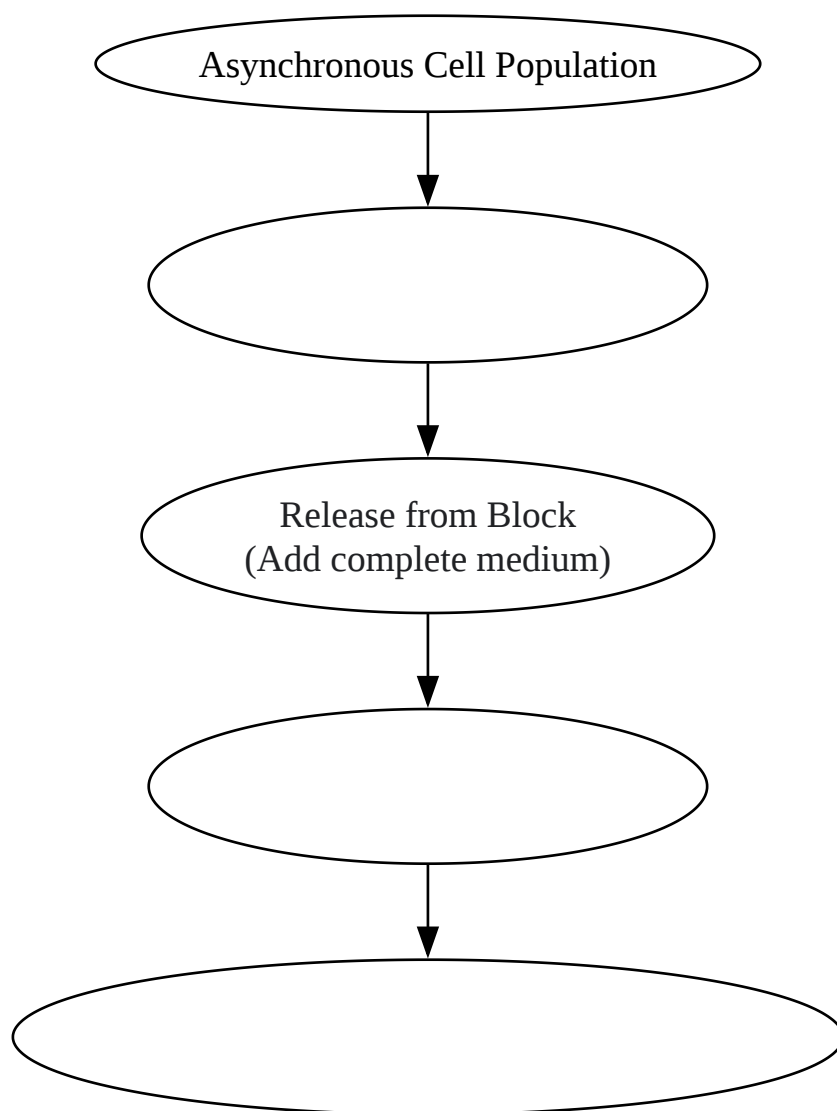 Asynchronous Cell Population
Release from Block
(Add complete medium)